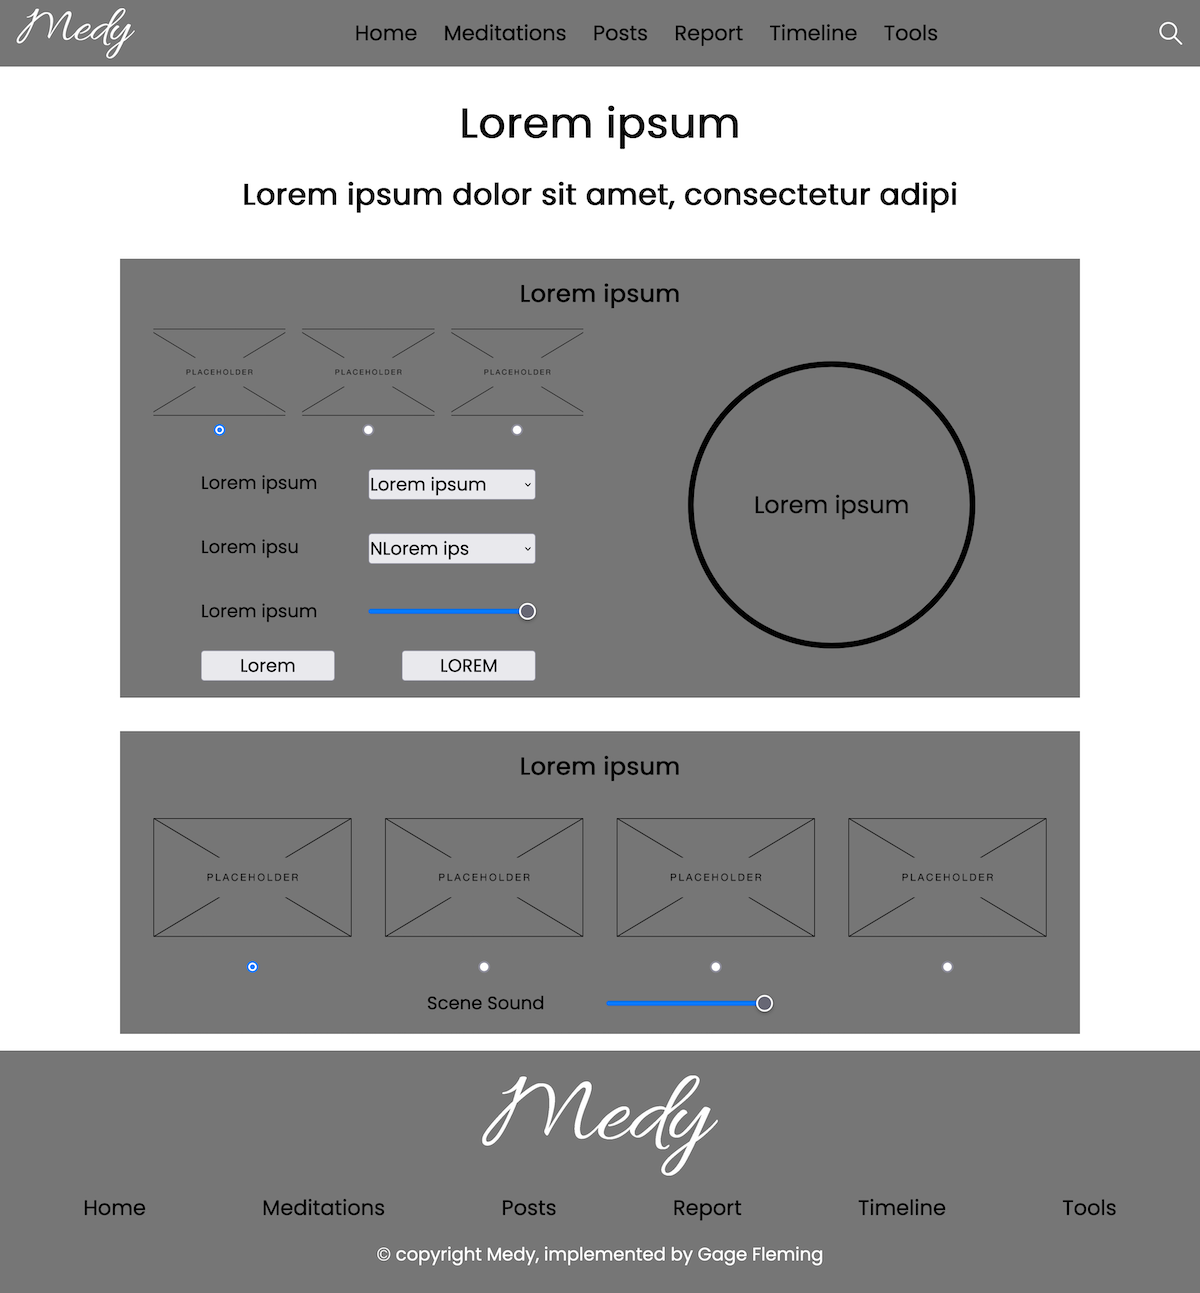 Medy
Home Meditations Posts Report Timeline Tools
Lorem ipsum
Lorem ipsum dolor sit amet, consectetur adipi
Lorem ipsum
PLACEHOLDER PLACEHOLDER PLACEHOLDER
Lorem ipsum Lorem ipsum
Lorem ipsu NLorem ips
Lorem ipsum
Lorem LOREM
Lorem ipsum
Lorem ipsum
PLACEHOLDER PLACEHOLDER PLACEHOLDER PLACEHOLDER
Scene Sound
Medy
Home Meditations Posts Report Timeline Tools
© copyright Medy, implemented by Gage Fleming